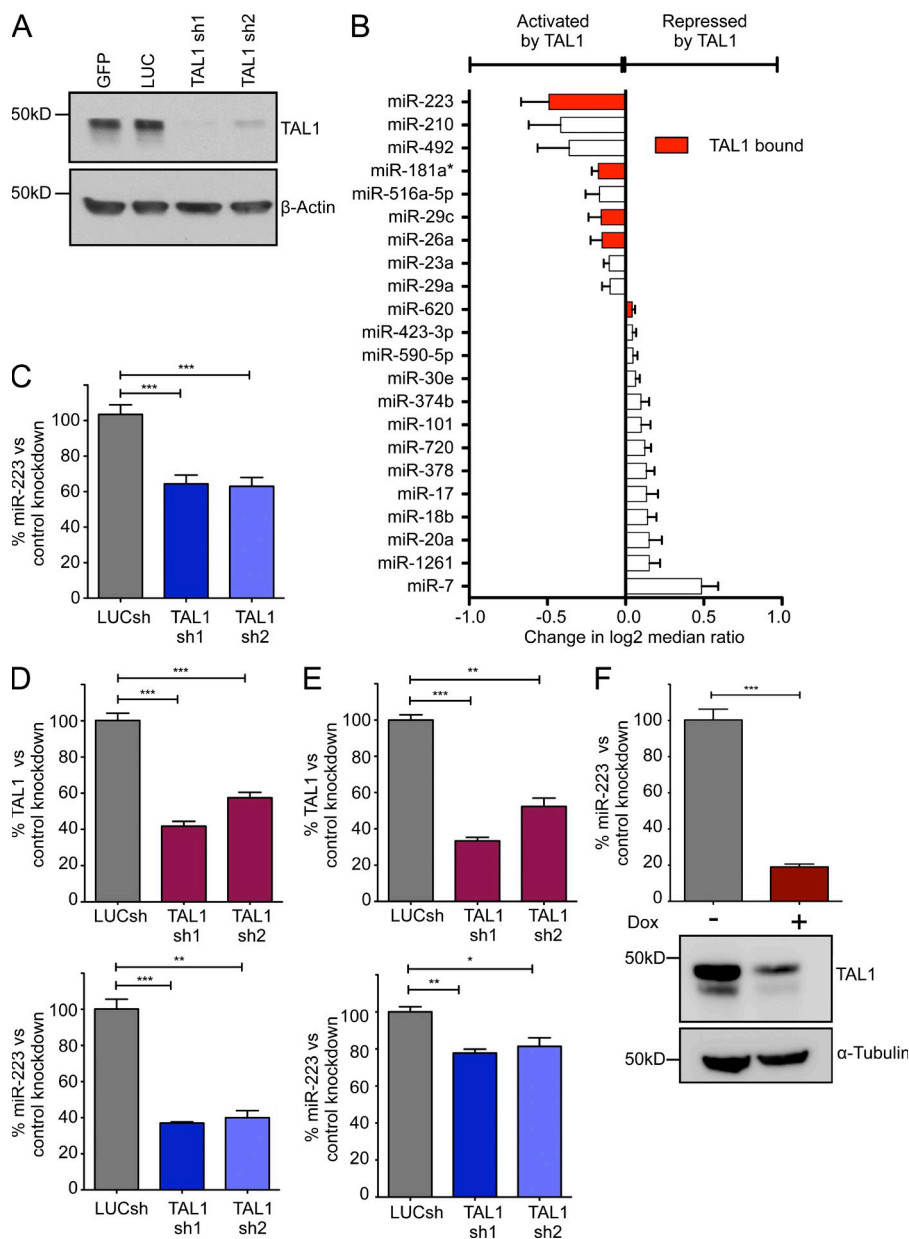 A
GFP
LUC
TAL1 sh1
TAL1 sh2
50kD
TAL1
50kD
β-Actin
B
Activated
by TAL1
Repressed
by TAL1
miR-223
miR-210
miR-492
miR-181a*
miR-516a-5p
miR-29c
miR-26a
miR-23a
miR-29a
miR-620
miR-423-3p
miR-590-5p
miR-30e
miR-374b
miR-101
miR-720
miR-378
miR-17
miR-18b
miR-20a
miR-1261
miR-7
TAL1 bound
-1.0 -0.5 0.0 0.5 1.0
Change in log2 median ratio
C
% miR-223 vs
control knockdown
100
80
60
40
20
0
***
***
LUCsh TAL1 TAL1
sh1 sh2
D
% TAL1 vs
control knockdown
100
80
60
40
20
0
***
***
LUCsh TAL1 TAL1
sh1 sh2
% miR-223 vs
control knockdown
100
80
60
40
20
0
**
***
LUCsh TAL1 TAL1
sh1 sh2
E
% TAL1 vs
control knockdown
100
80
60
40
20
0
**
***
LUCsh TAL1 TAL1
sh1 sh2
% miR-223 vs
control knockdown
100
80
60
40
20
0
*
**
LUCsh TAL1 TAL1
sh1 sh2
F
% miR-223 vs
control knockdown
100
80
60
40
20
0
***
Dox - +
50kD
TAL1
50kD
α-Tubulin